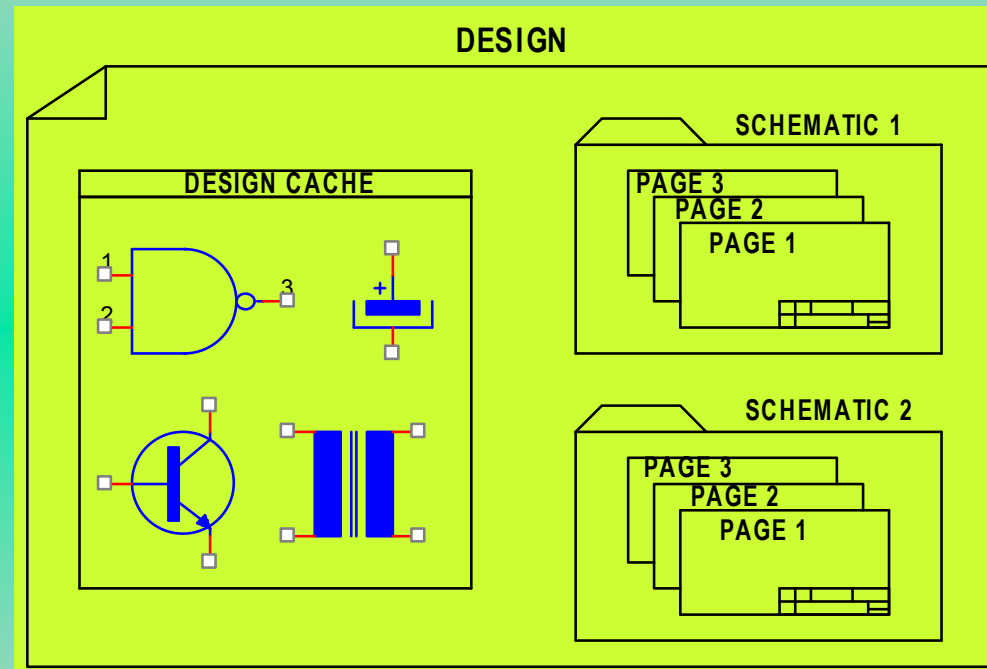 DESIGN
DESIGN CACHE
1
2
3
+
SCHEMATIC 1
PAGE 3
PAGE 2
PAGE 1
SCHEMATIC 2
PAGE 3
PAGE 2
PAGE 1